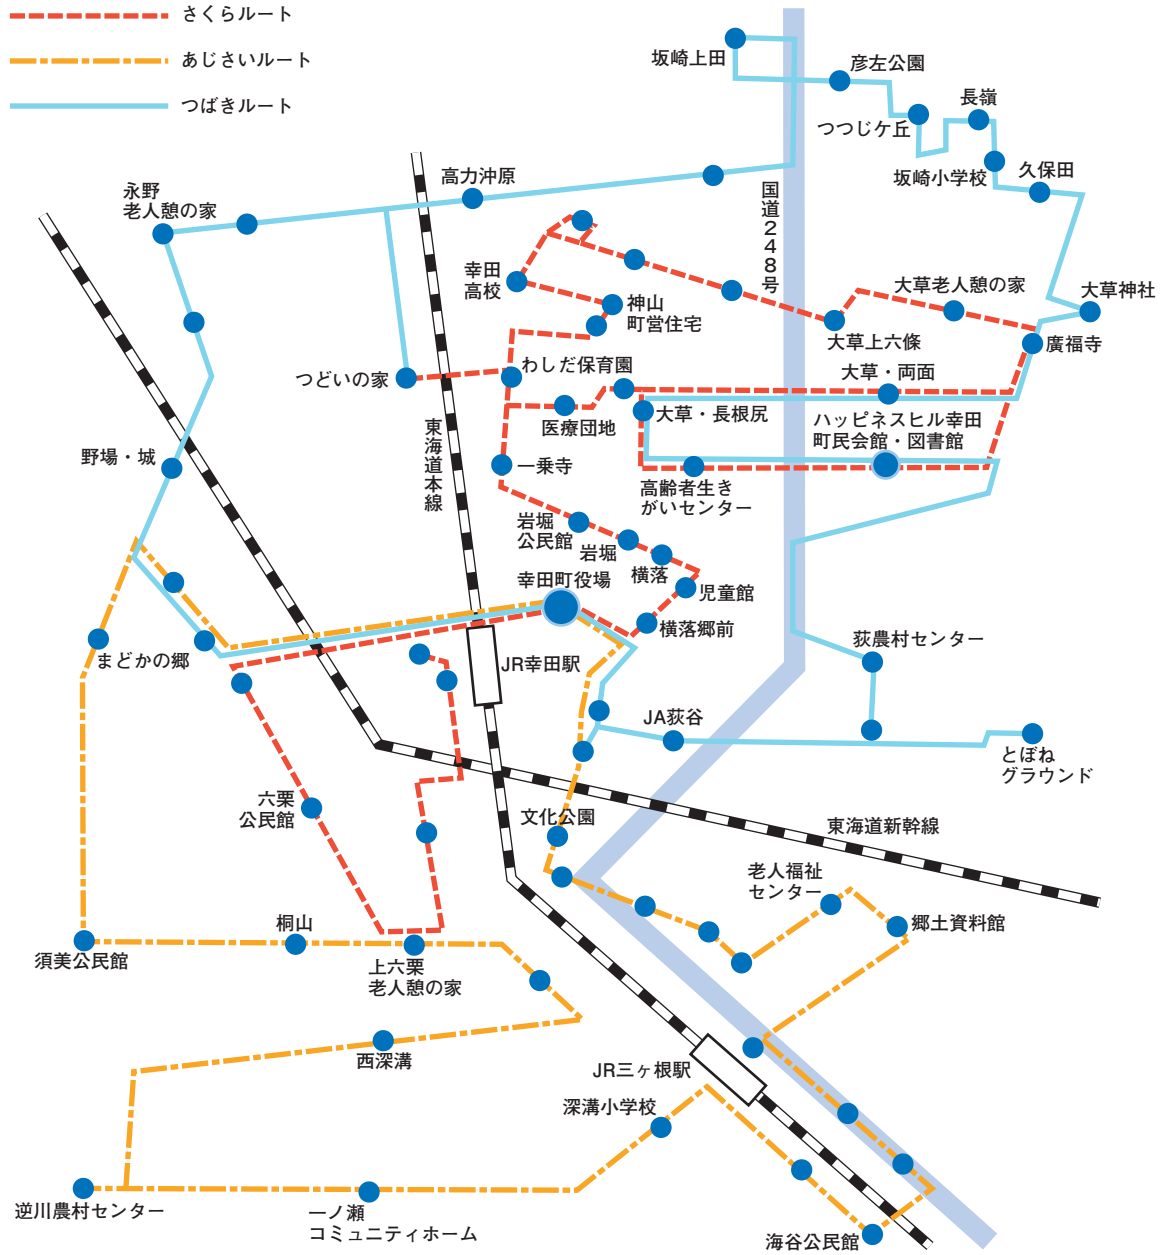 さくらルート
あじさいルート
つばきルート
坂崎上田
彦左公園
つつじケ丘
長嶺
坂崎小学校
久保田
高力沖原
永野
老人憩の家
国道248号
幸田
高校
神山
町営住宅
大草老人憩の家
大草神社
大草上六條
廣福寺
つどいの家
わしだ保育園
大草・両面
医療団地
大草・長根尻
ハッピネスヒル幸田
町民会館・図書館
東海道本線
野場・城
一乗寺
高齢者生き
がいセンター
岩堀
公民館
岩堀
横落
幸田町役場
児童館
横落郷前
荻農村センター
まどかの郷
JR幸田駅
JA荻谷
とぼね
グラウンド
六栗
公民館
文化公園
東海道新幹線
老人福祉
センター
郷土資料館
桐山
須美公民館
上六栗
老人憩の家
西深溝
JR三ヶ根駅
深溝小学校
逆川農村センター
一ノ瀬
コミュニティホーム
海谷公民館